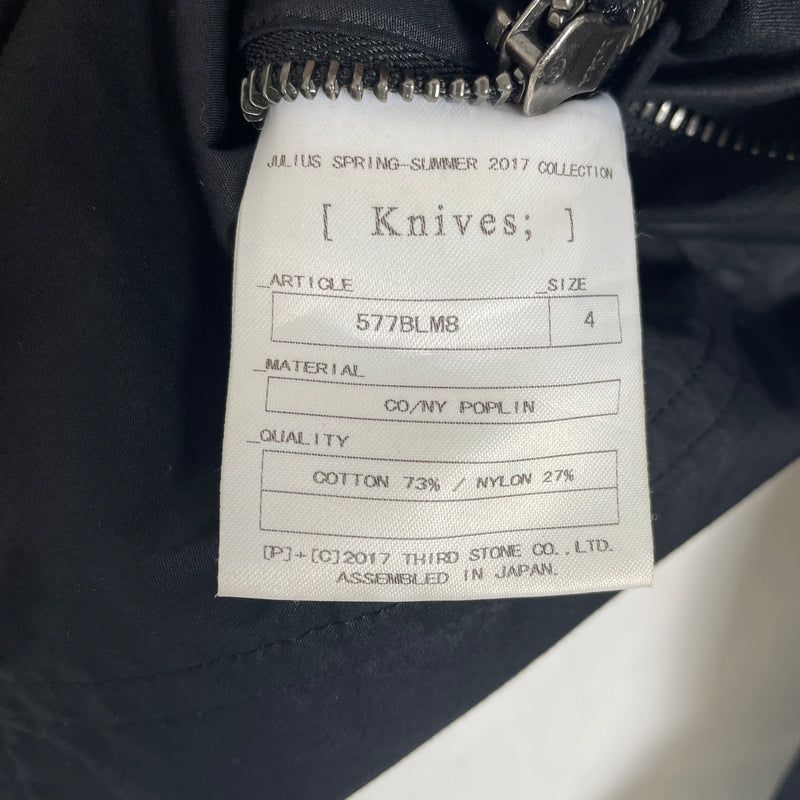 JULIUS SPRING-SUMMER 2017 COLLECTION
[ Knives; ]
_ARTICLE _SIZE
577BLM8 4
_MATERIAL
CO/NY POPLIN
_QUALITY
COTTON 73% / NYLON 27%
[P]+[C]2017 THIRD STONE CO.,LTD.
ASSEMBLED IN JAPAN.